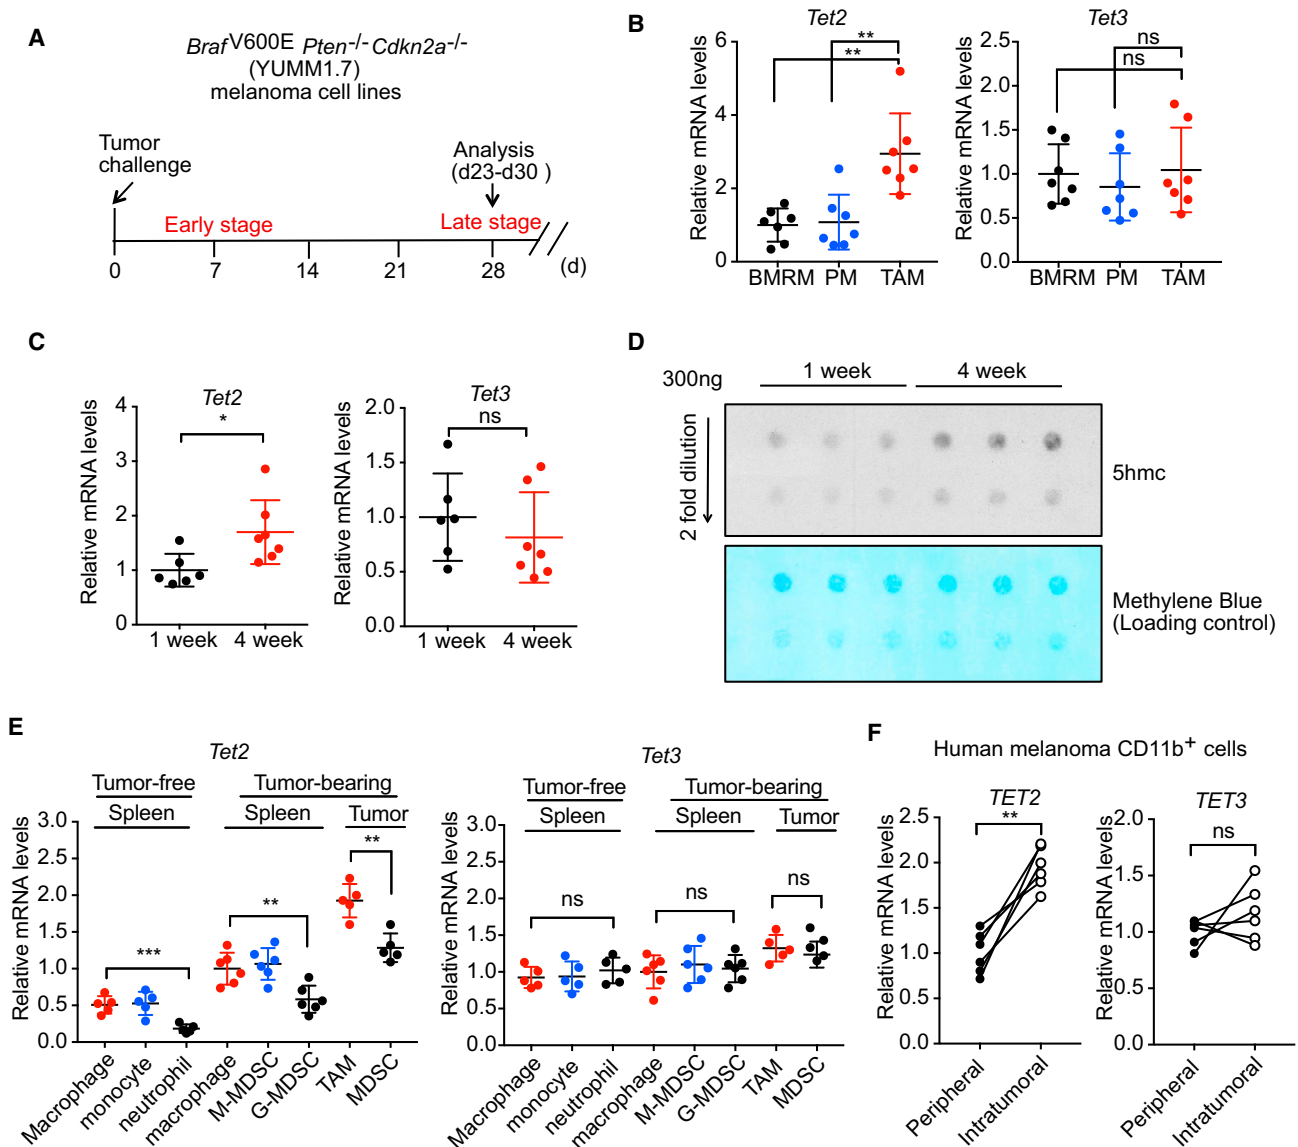 A
Braf V600E Pten-/- Cdkn2a-/-
(YUMM1.7)
melanoma cell lines
Tumor
challenge
Analysis
(d23-d30 )
Early stage
Late stage
0 7 14 21 28 (d)
B
Tet2
**
**
Relative mRNA levels
6
4
2
0
BMRM PM TAM
Tet3
ns
ns
Relative mRNA levels
2.5
2.0
1.5
1.0
0.5
0.0
BMRM PM TAM
C
Tet2
*
Relative mRNA levels
4
3
2
1
0
1 week 4 week
Tet3
ns
Relative mRNA levels
2.0
1.5
1.0
0.5
0.0
1 week 4 week
D
300ng
1 week 4 week
2 fold dilution
5hmc
Methylene Blue
(Loading control)
E
Tet2
Tumor-free Tumor-bearing
Spleen Spleen Tumor
*** ** **
Relative mRNA levels
3.0
2.5
2.0
1.5
1.0
0.5
0.0
Macrophage
monocyte
neutrophil
macrophage
M-MDSC
G-MDSC
TAM
MDSC
Tet3
Tumor-free Tumor-bearing
Spleen Spleen Tumor
ns ns ns
Relative mRNA levels
3.0
2.5
2.0
1.5
1.0
0.5
0.0
Macrophage
monocyte
neutrophil
macrophage
M-MDSC
G-MDSC
TAM
MDSC
F
Human melanoma CD11b+ cells
TET2
**
Relative mRNA levels
2.5
2.0
1.5
1.0
0.5
0.0
Peripheral
Intratumoral
TET3
ns
Relative mRNA levels
2.0
1.5
1.0
0.5
0.0
Peripheral
Intratumoral